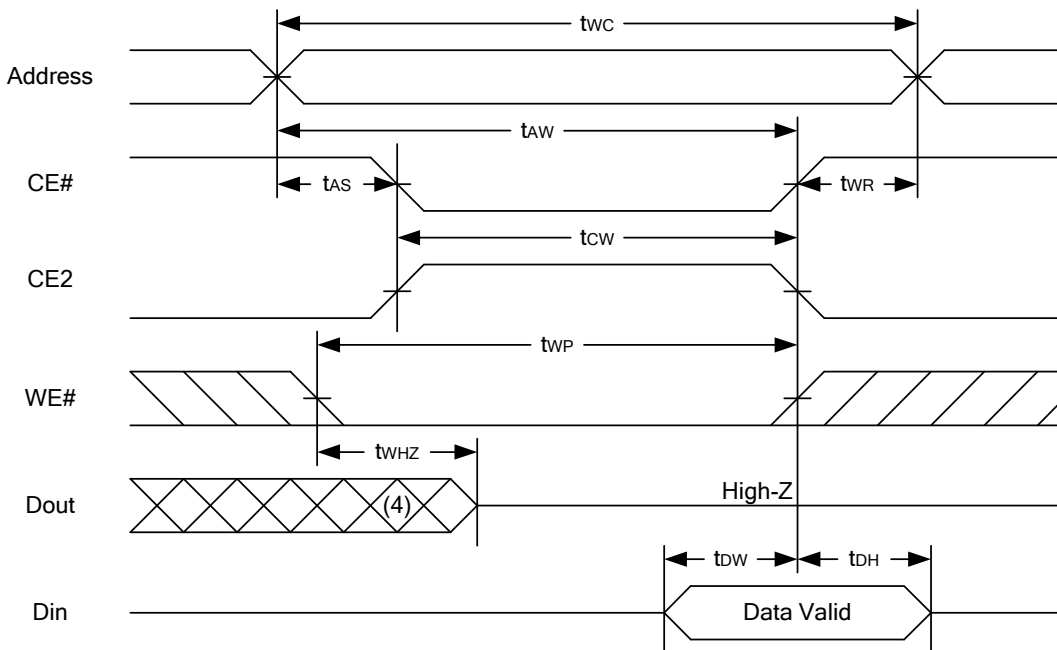 tWC
Address
tAW
CE#
tAS
tWR
tCW
CE2
tWP
WE#
tWHZ
Dout
(4)
High-Z
tDW
tDH
Din
Data Valid